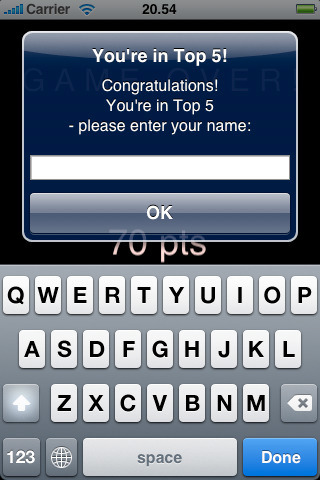 Carrier 20.54
GAME OVER!
You're in Top 5!
Congratulations!
You're in Top 5
- please enter your name:
OK
70 pts
Q W E R T Y U I O P
A S D F G H J K L
Z X C V B N M
123 space Done